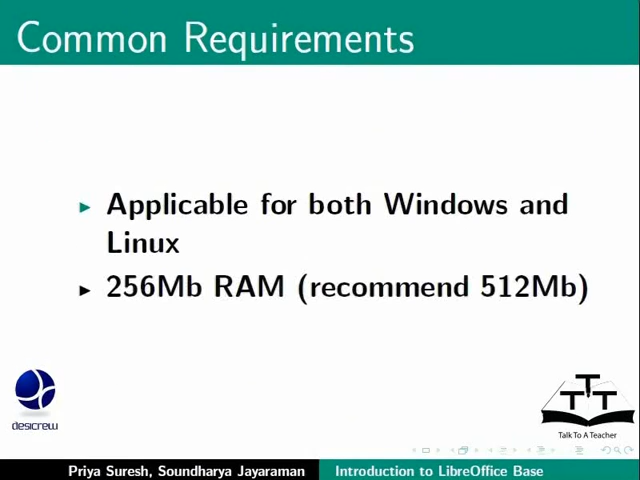 Common Requirements
Applicable for both Windows and
Linux
256Mb RAM (recommend 512Mb)
desicrew
T
T T
Talk To A Teacher
Priya Suresh, Soundharya Jayaraman
Introduction to LibreOffice Base